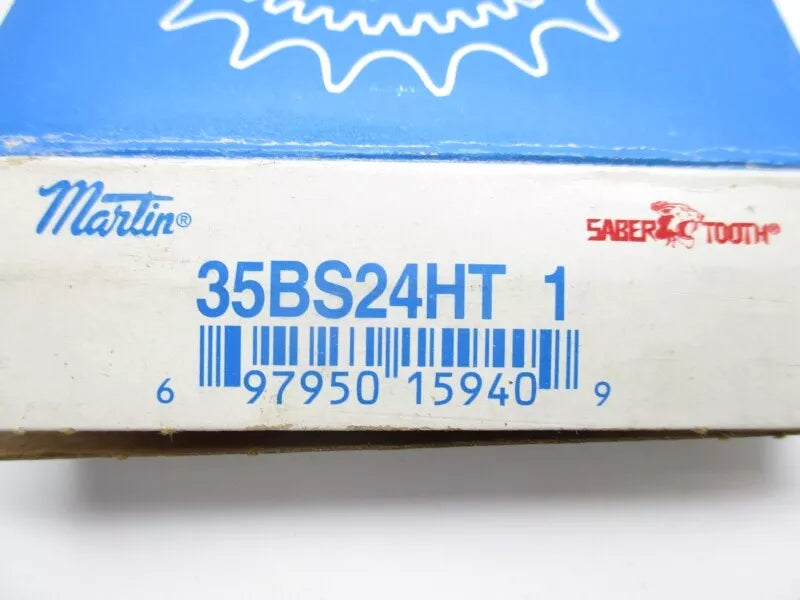 Martin®
SABER TOOTH®
35BS24HT 1
6 97950 15940 9